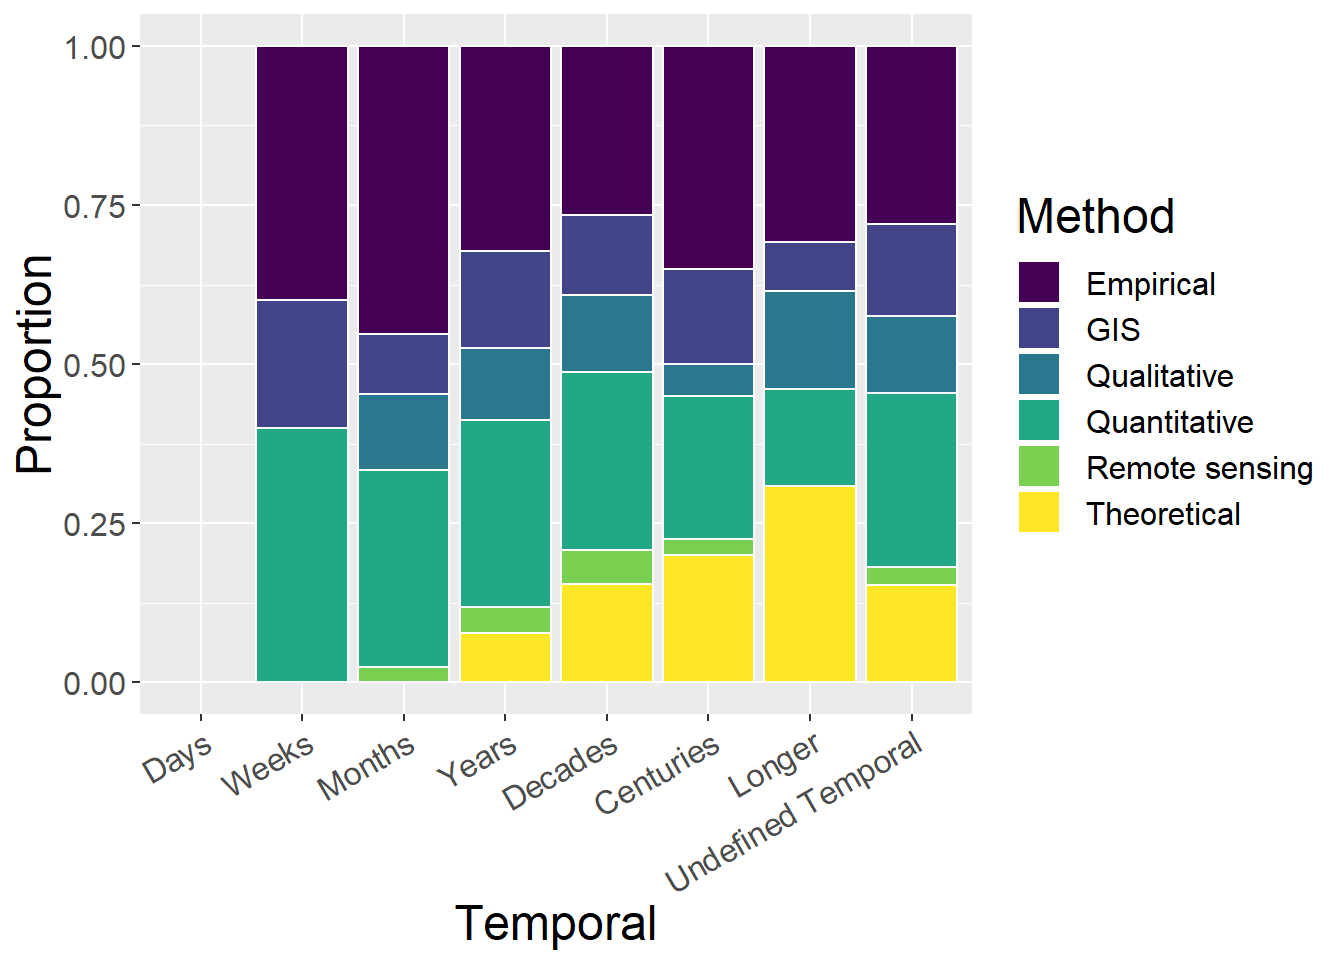 1.00
0.75
0.50
0.25
0.00
Proportion
Days
Weeks
Months
Years
Decades
Centuries
Longer
Undefined Temporal
Temporal
Method
Empirical
GIS
Qualitative
Quantitative
Remote sensing
Theoretical